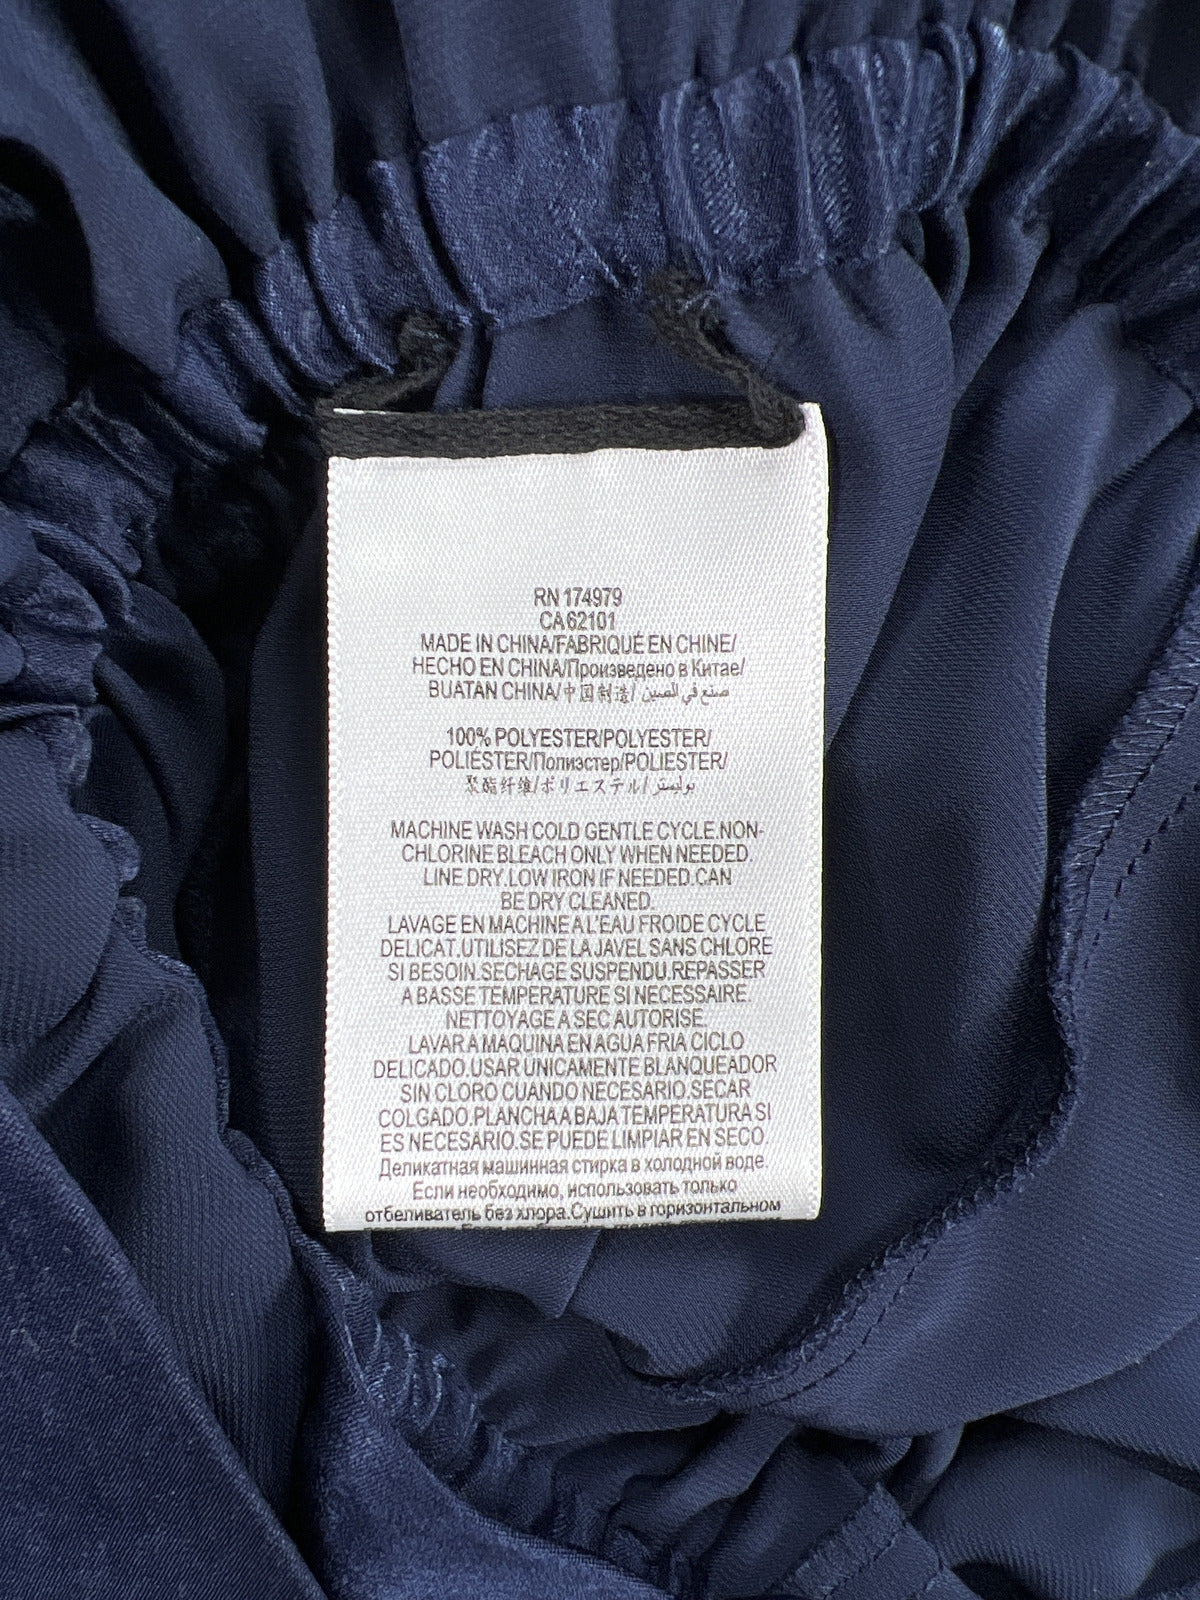 RN 174979
CA 62101
MADE IN CHINA/FABRIQUÉ EN CHINE/
HECHO EN CHINA/Произведено в Китае/
BUATAN CHINA/中国制造/ صنع في الصين
100% POLYESTER/POLYESTER/
POLIÉSTER/Полиэстер/POLIESTER/
聚酯纤维/ポリエステル/ بوليستر
MACHINE WASH COLD GENTLE CYCLE.NON-
CHLORINE BLEACH ONLY WHEN NEEDED.
LINE DRY.LOW IRON IF NEEDED.CAN
BE DRY CLEANED.
LAVAGE EN MACHINE A L'EAU FROIDE CYCLE
DELICAT.UTILISEZ DE LA JAVEL SANS CHLORE
SI BESOIN.SECHAGE SUSPENDU.REPASSER
A BASSE TEMPERATURE SI NECESSAIRE.
NETTOYAGE A SEC AUTORISE.
LAVAR A MAQUINA EN AGUA FRIA CICLO
DELICADO.USAR UNICAMENTE BLANQUEADOR
SIN CLORO CUANDO NECESARIO.SECAR
COLGADO.PLANCHA A BAJA TEMPERATURA SI
ES NECESARIO.SE PUEDE LIMPIAR EN SECO.
Деликатная машинная стирка в холодной воде.
Если необходимо, использовать только
отбеливатель без хлора.Сушить в горизонтальном